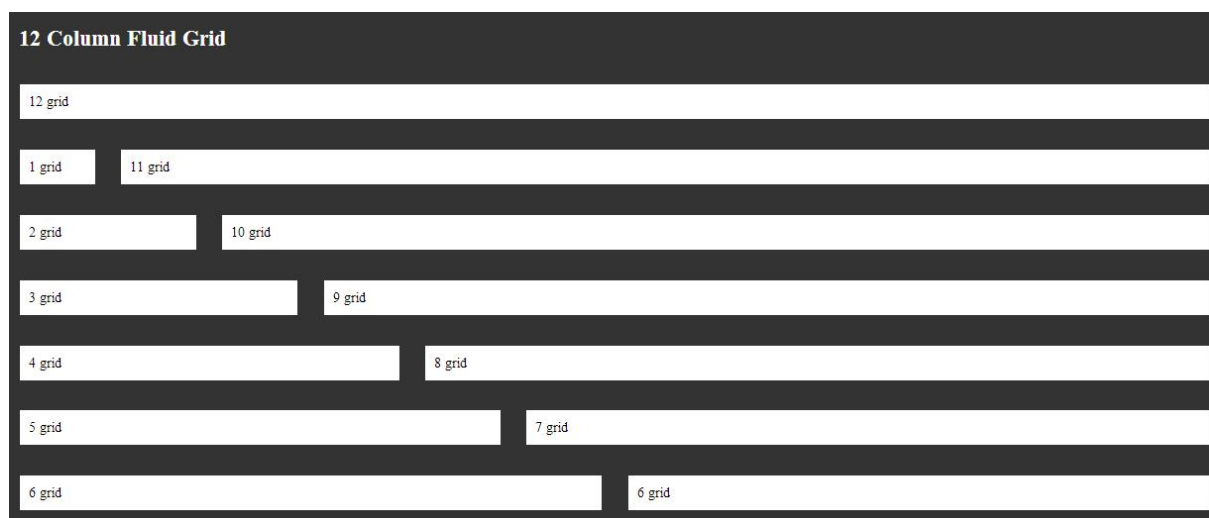 12 Column Fluid Grid
12 grid
1 grid 11 grid
2 grid 10 grid
3 grid 9 grid
4 grid 8 grid
5 grid 7 grid
6 grid 6 grid